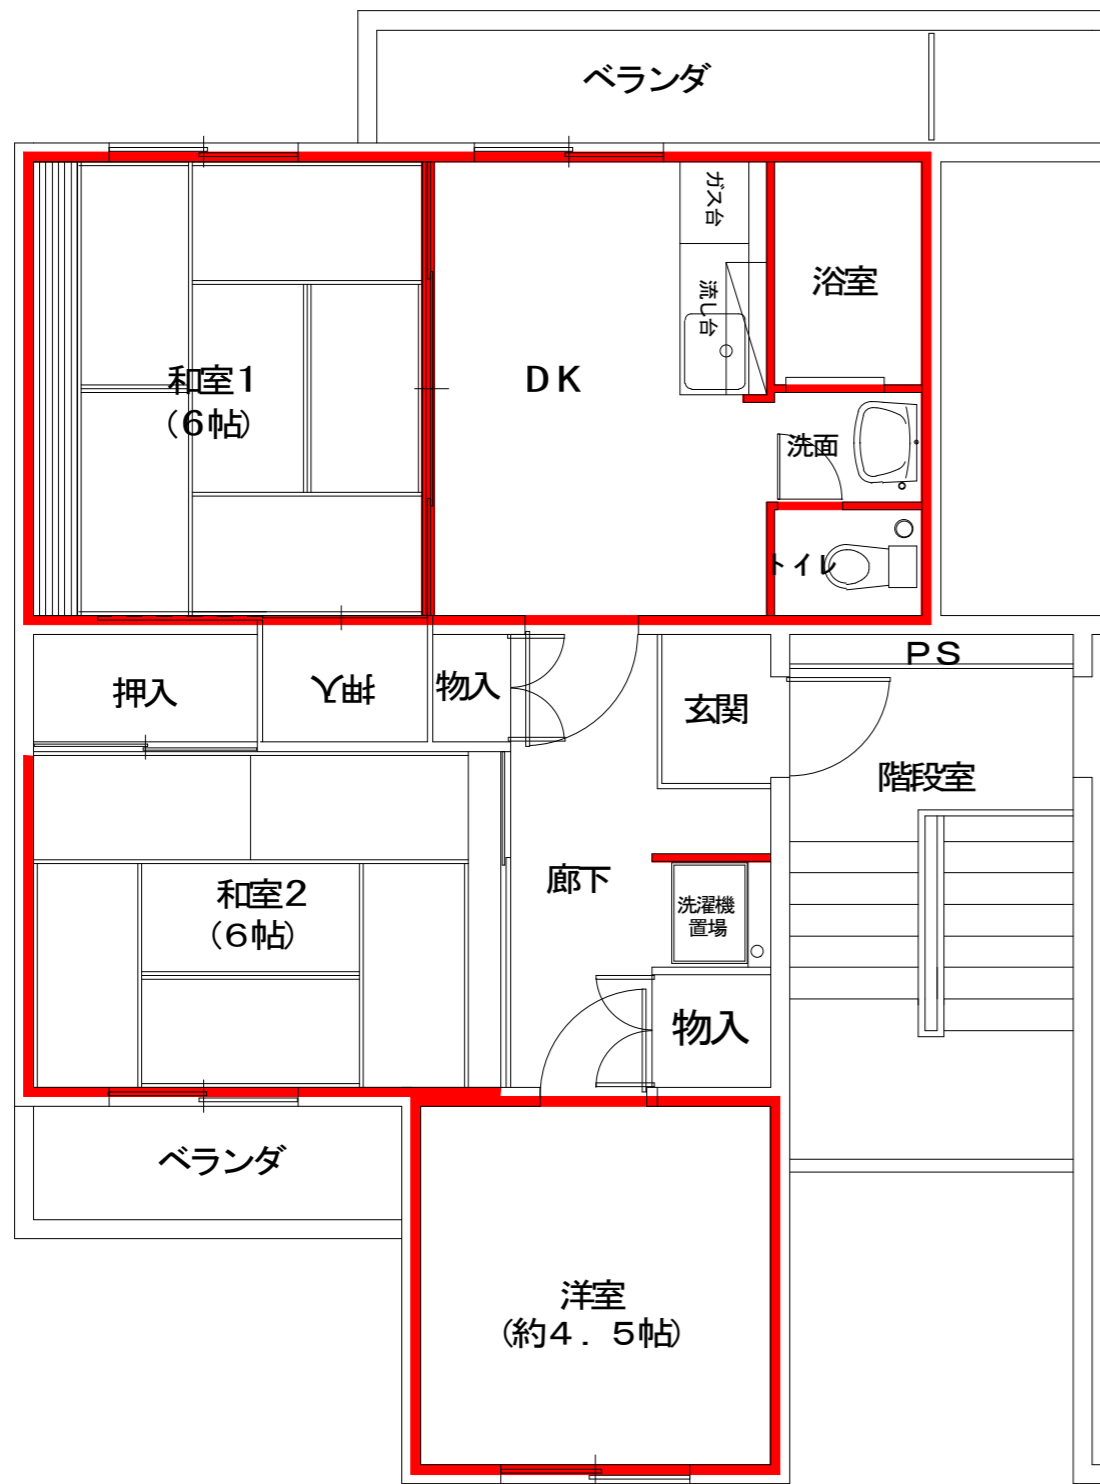 ベランダ
ガス台
浴室
流し台
和室1
(6帖)
DK
洗面
トイレ
PS
押入
押入
物入
玄関
階段室
廊下
和室2
(6帖)
洗濯機
置場
物入
ベランダ
洋室
(約4.5帖)